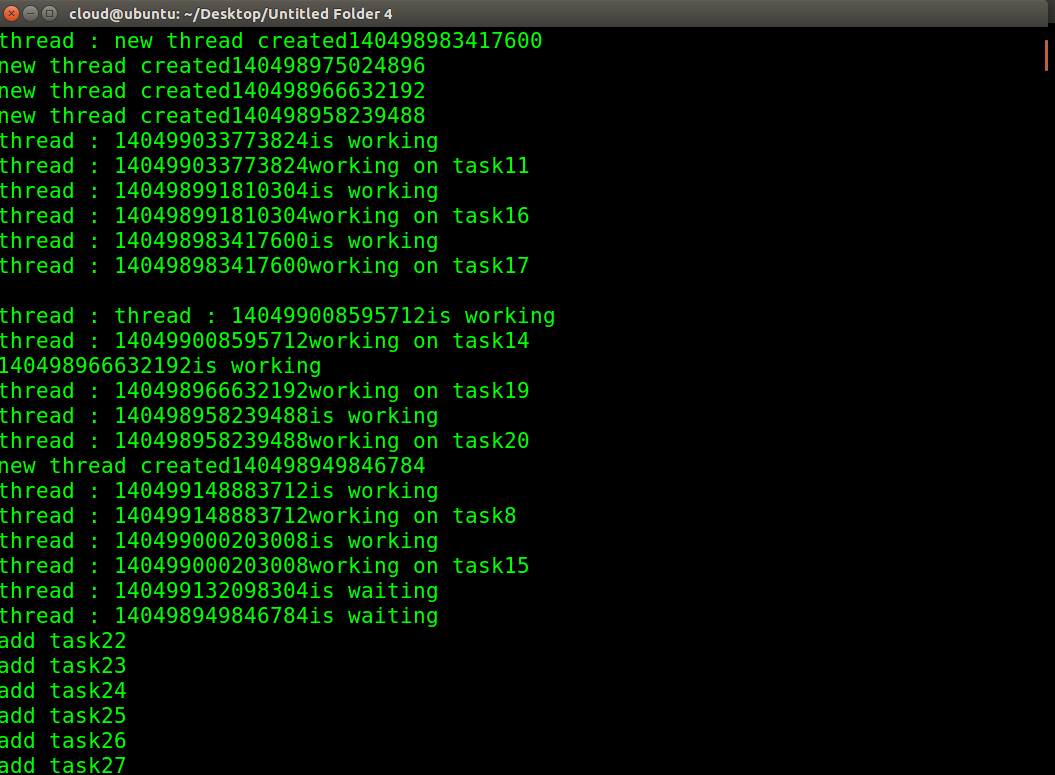 cloud@ubuntu: ~/Desktop/Untitled Folder 4
thread : new thread created140498983417600
new thread created140498975024896
new thread created140498966632192
new thread created140498958239488
thread : 140499033773824is working
thread : 140499033773824working on task11
thread : 140498991810304is working
thread : 140498991810304working on task16
thread : 140498983417600is working
thread : 140498983417600working on task17
thread : thread : 140499008595712is working
thread : 140499008595712working on task14
140498966632192is working
thread : 140498966632192working on task19
thread : 140498958239488is working
thread : 140498958239488working on task20
new thread created140498949846784
thread : 140499148883712is working
thread : 140499148883712working on task8
thread : 140499000203008is working
thread : 140499000203008working on task15
thread : 140499132098304is waiting
thread : 140498949846784is waiting
add task22
add task23
add task24
add task25
add task26
add task27